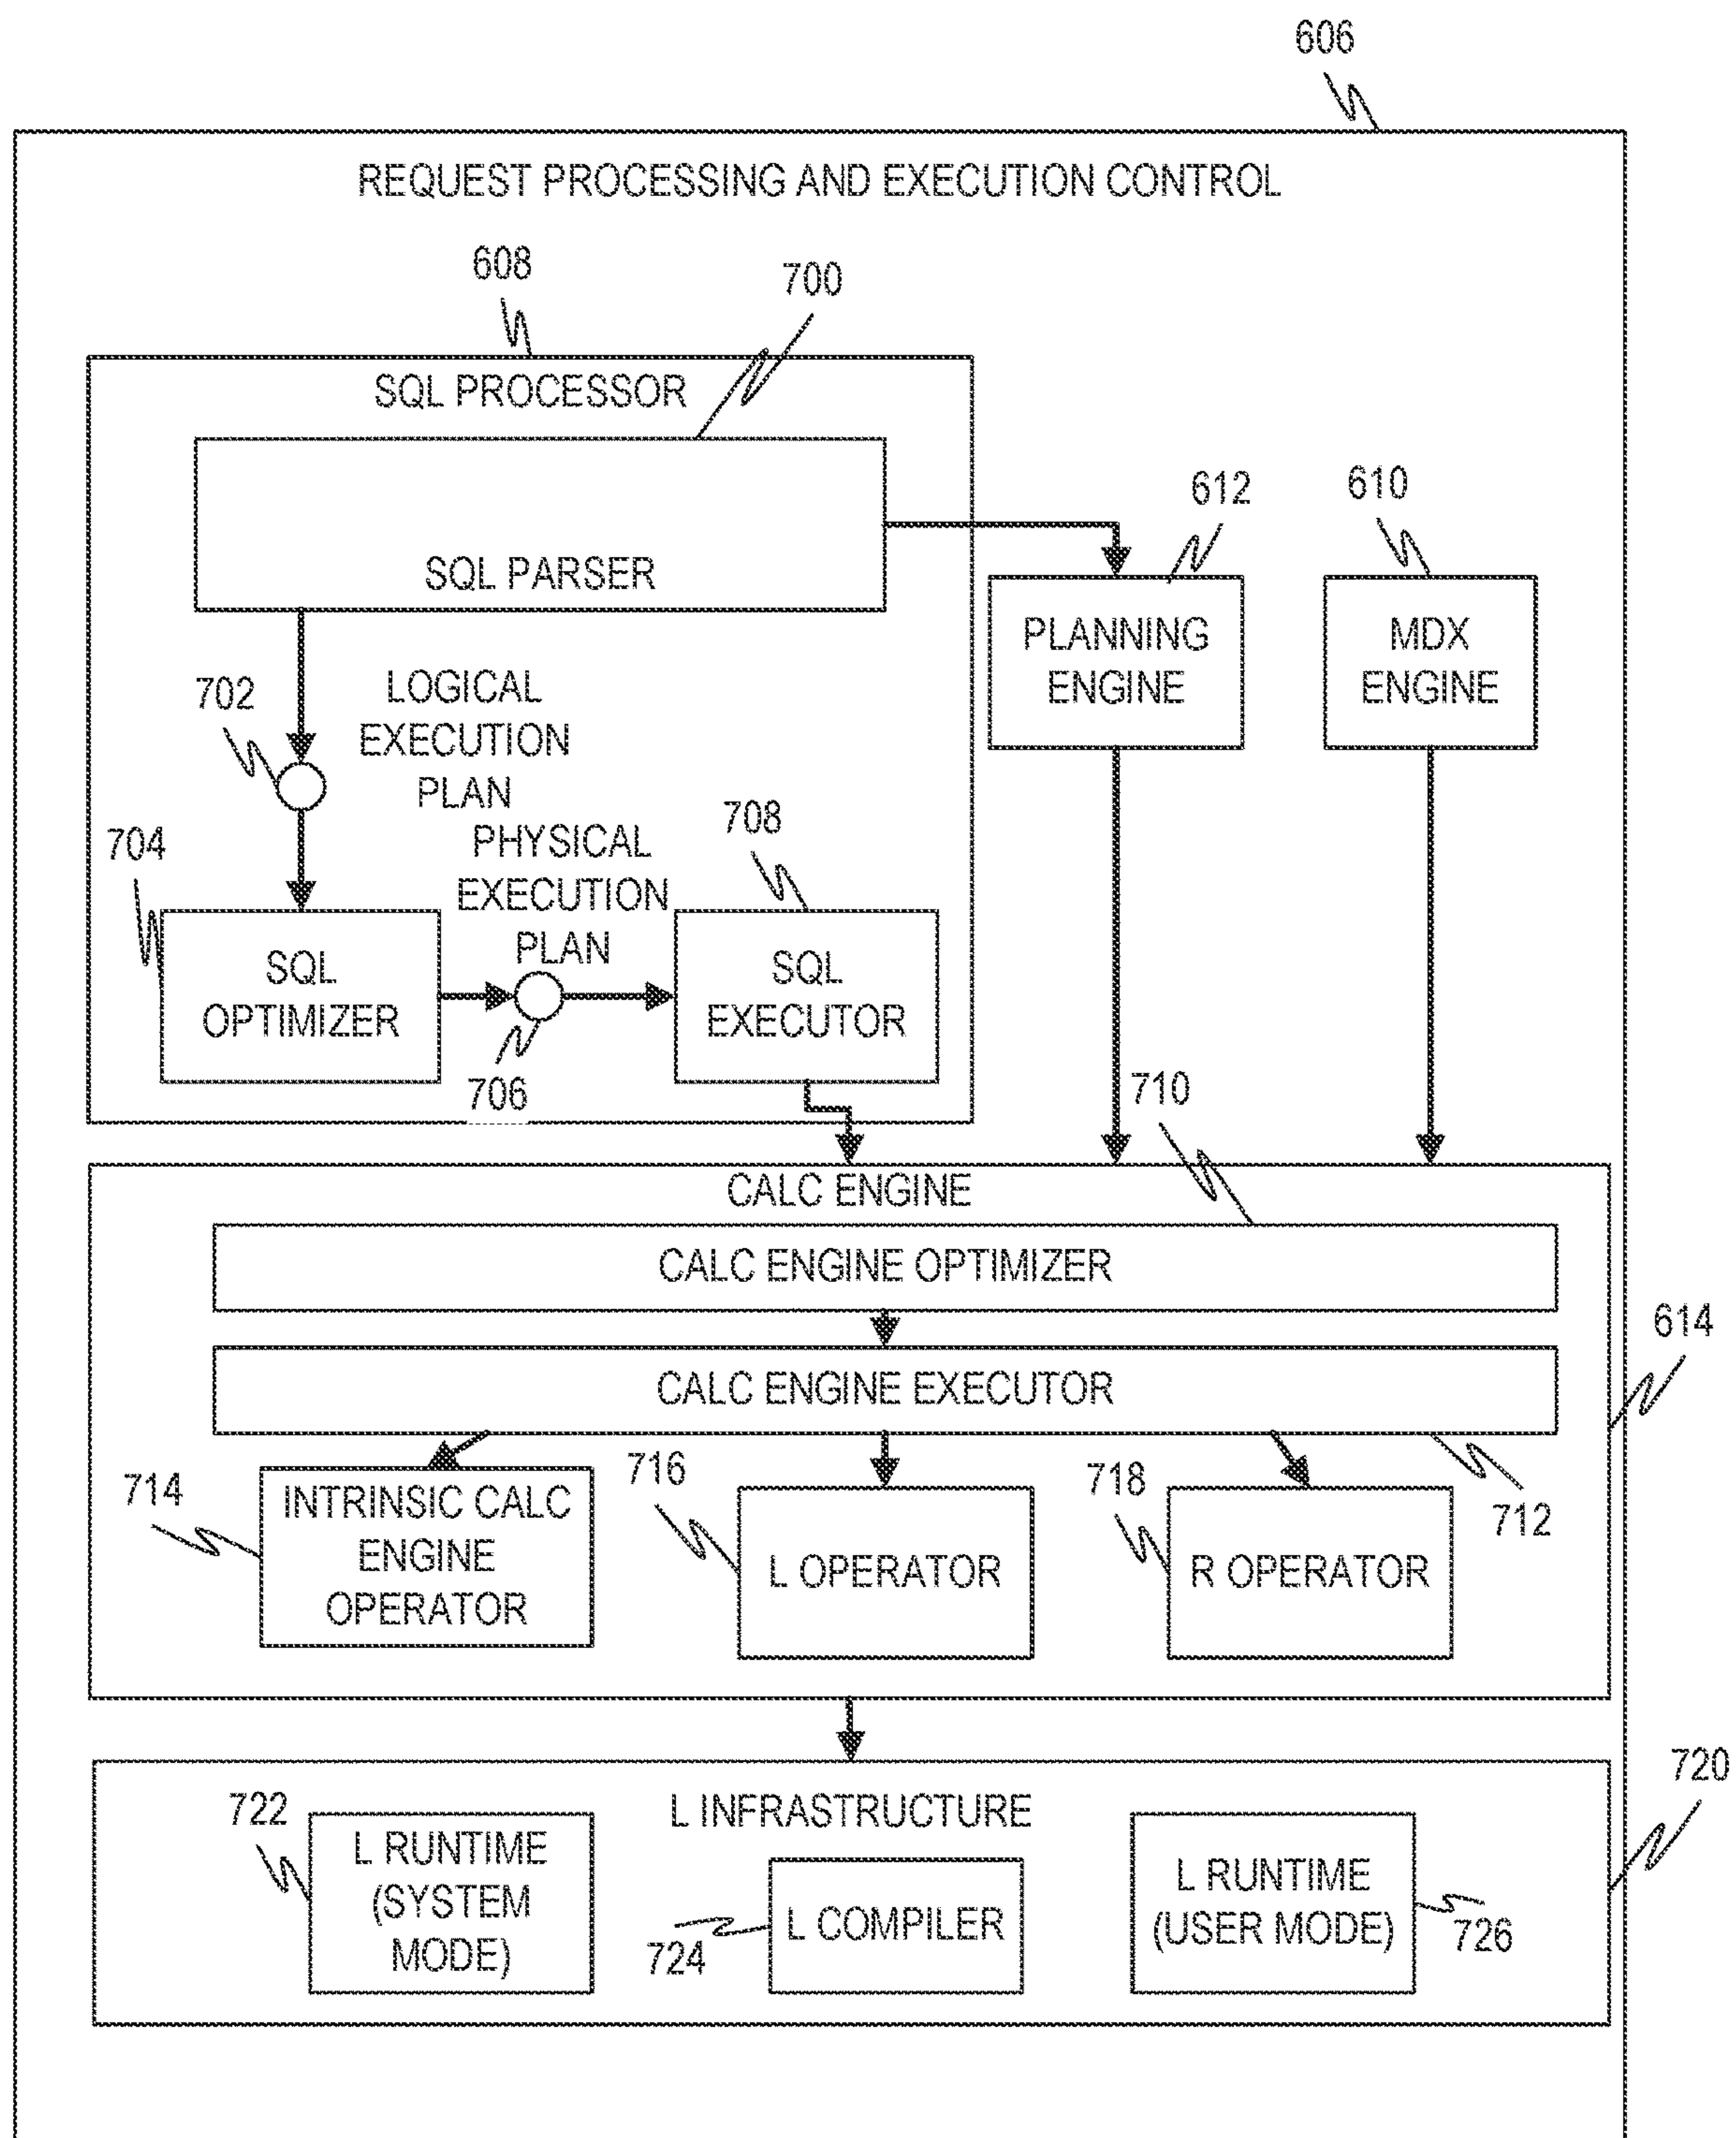 606
REQUEST PROCESSING AND EXECUTION CONTROL
608
700
SQL PROCESSOR
SQL PARSER
612
610
PLANNING
ENGINE
MDX
ENGINE
702
LOGICAL
EXECUTION
PLAN
704
PHYSICAL
EXECUTION
PLAN
708
SQL
OPTIMIZER
SQL
EXECUTOR
706
710
CALC ENGINE
CALC ENGINE OPTIMIZER
614
CALC ENGINE EXECUTOR
714
INTRINSIC CALC
ENGINE
OPERATOR
716
L OPERATOR
718
R OPERATOR
712
720
L INFRASTRUCTURE
722
L RUNTIME
(SYSTEM
MODE)
724
L COMPILER
L RUNTIME
(USER MODE)
726